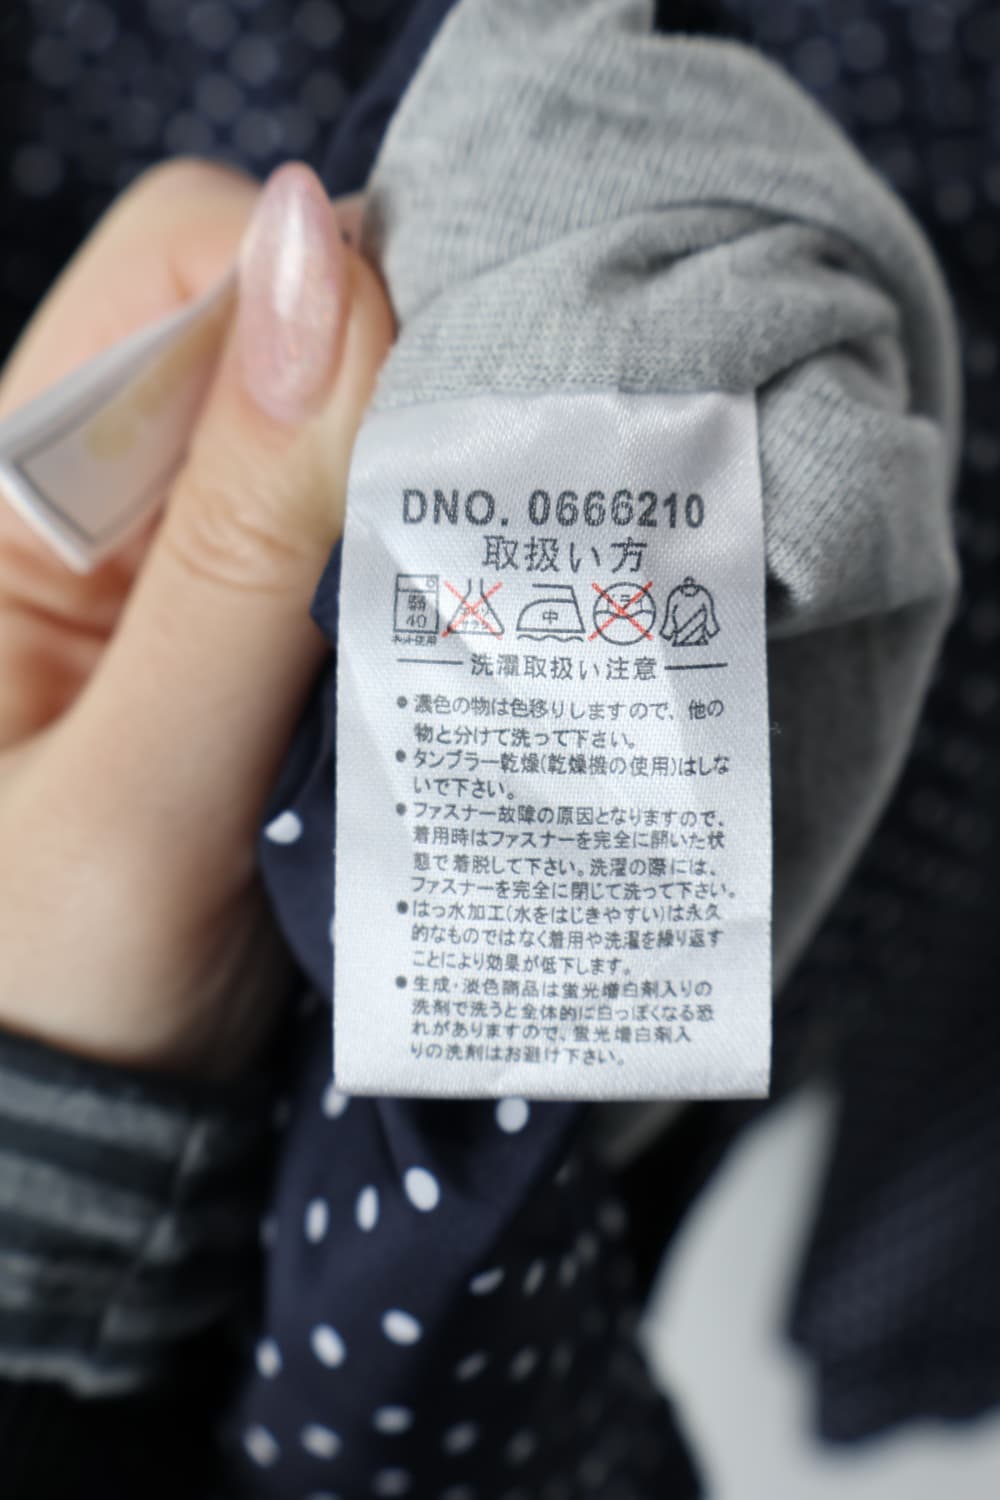 DNO. 0666210
取扱い方
弱
40
ネット使用
中
洗濯取扱い注意
●濃色の物は色移りしますので、他の
物と分けて洗って下さい。
●タンブラー乾燥(乾燥機の使用)はしな
いで下さい。
●ファスナー故障の原因となりますので、
着用時はファスナーを完全に開いた状
態で着脱して下さい。洗濯の際には、
ファスナーを完全に閉じて洗って下さい。
●はっ水加工(水をはじきやすい)は永久
的なものではなく着用や洗濯を繰り返す
ことにより効果が低下します。
●生成・淡色商品は蛍光増白剤入りの
洗剤で洗うと全体的に白っぽくなる恐
れがありますので、蛍光増白剤入
りの洗剤はお避け下さい。